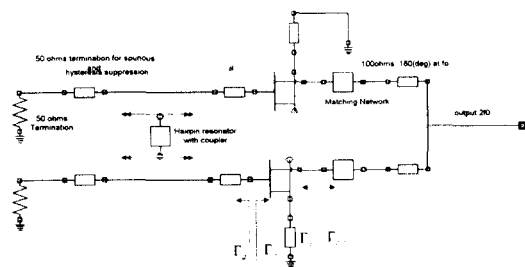 50 ohms termination for spurious
and
hysteresis suppression
al
100ohms 180(deg) at fo
Matching Network
50 ohms
Termination
Hairpin resonator
with coupler
output 2f0
Γ
Γ
Γ
Γ